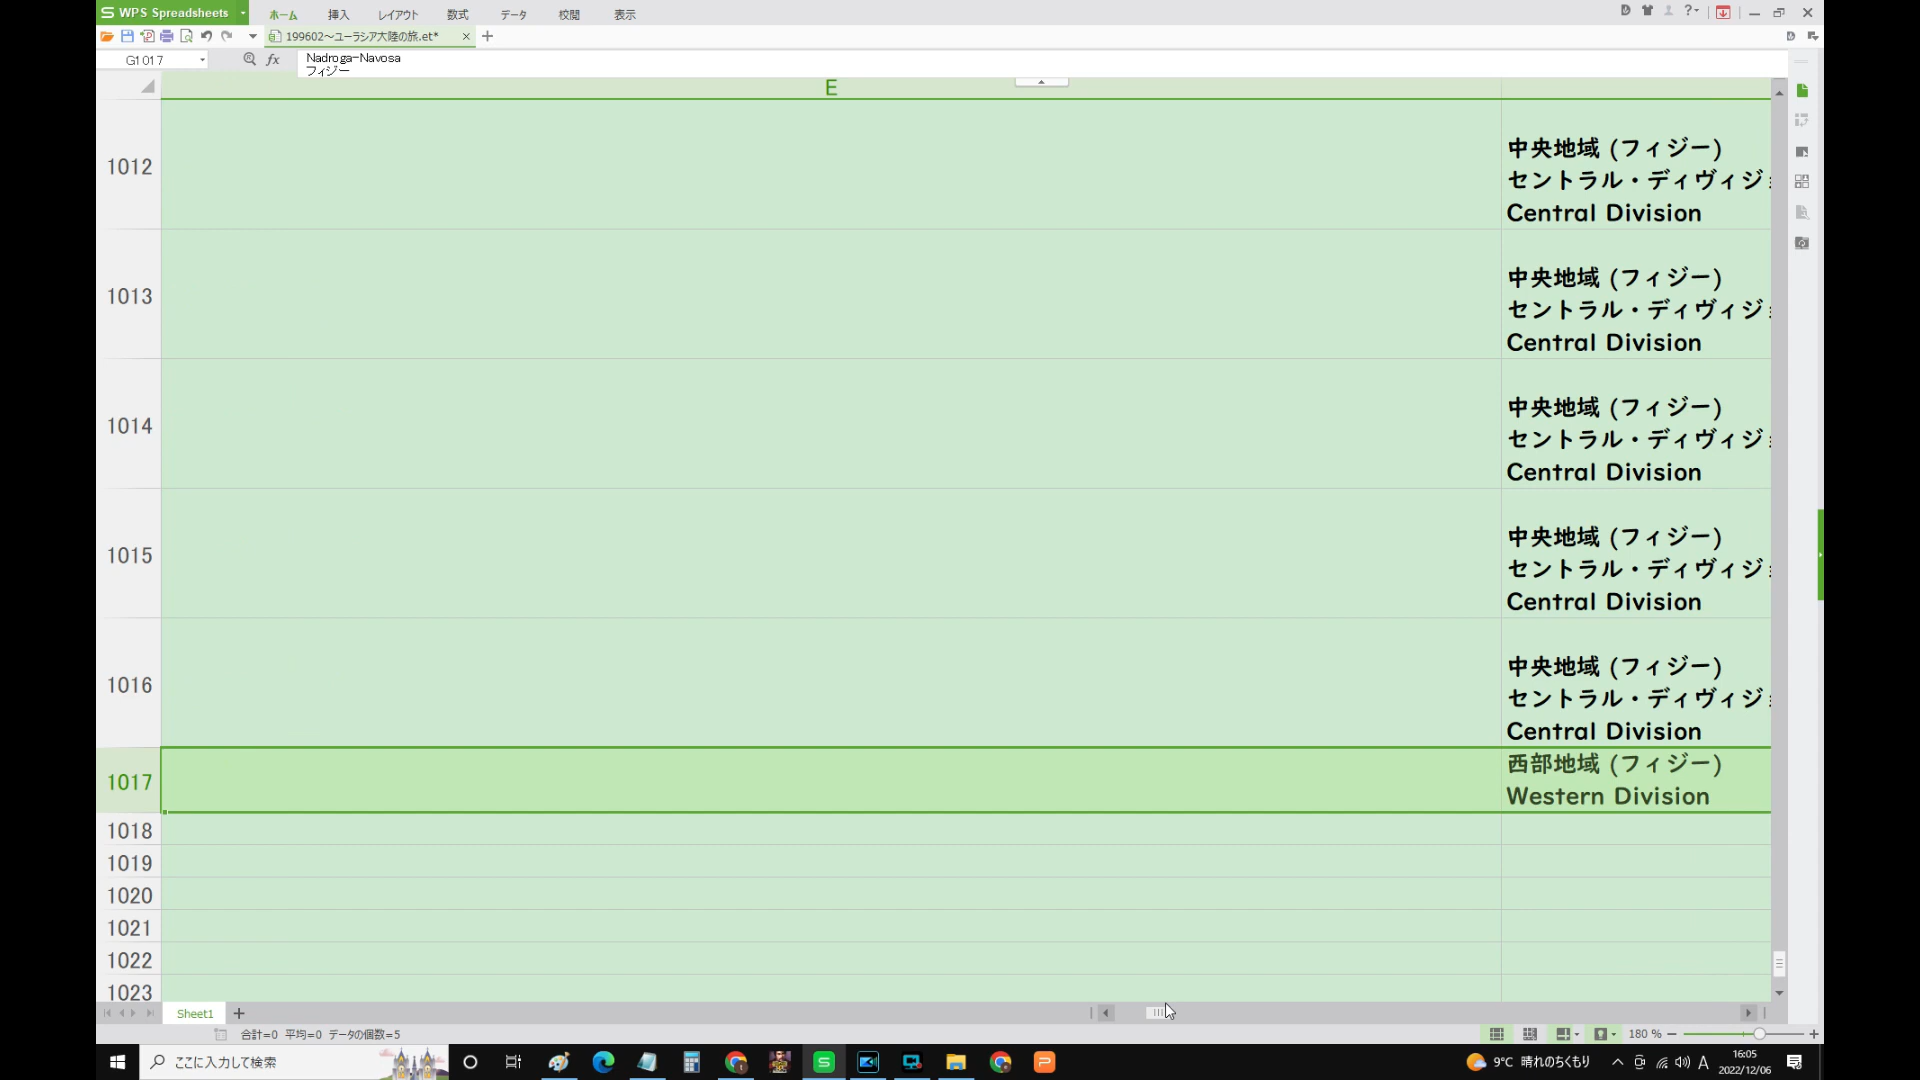 WPS Spreadsheets
ホーム 挿入 レイアウト 数式 データ 校閲 表示
199602～ユーラシア大陸の旅.et*
G1017
fx
Nadroga-Navosa
フィジー
E
1012
中央地域 (フィジー)
セントラル・ディヴィジ
Central Division
1013
中央地域 (フィジー)
セントラル・ディヴィジ
Central Division
1014
中央地域 (フィジー)
セントラル・ディヴィジ
Central Division
1015
中央地域 (フィジー)
セントラル・ディヴィジ
Central Division
1016
中央地域 (フィジー)
セントラル・ディヴィジ
Central Division
1017
西部地域 (フィジー)
Western Division
1018
1019
1020
1021
1022
1023
Sheet1
合計=0 平均=0 データの個数=5
180 %
ここに入力して検索
9°C 晴れのちくもり
A
16:05
2022/12/06